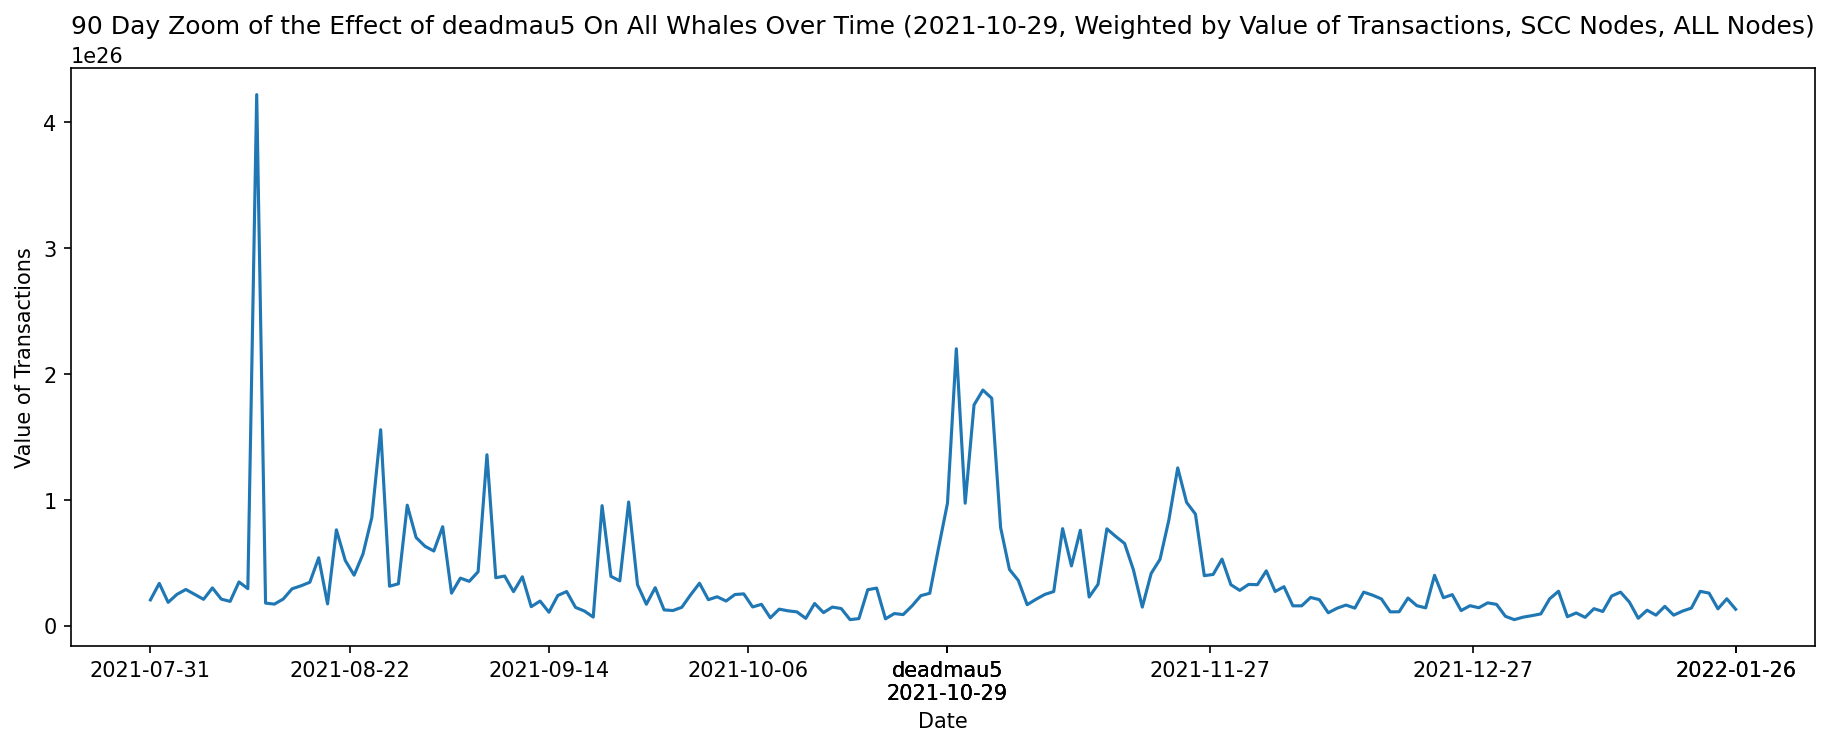 90 Day Zoom of the Effect of deadmau5 On All Whales Over Time (2021-10-29, Weighted by Value of Transactions, SCC Nodes, ALL Nodes)
1e26
4
3
2
1
0
Value of Transactions
2021-07-31 2021-08-22 2021-09-14 2021-10-06 deadmau5 2021-11-27 2021-12-27 2022-01-26
2021-10-29
Date